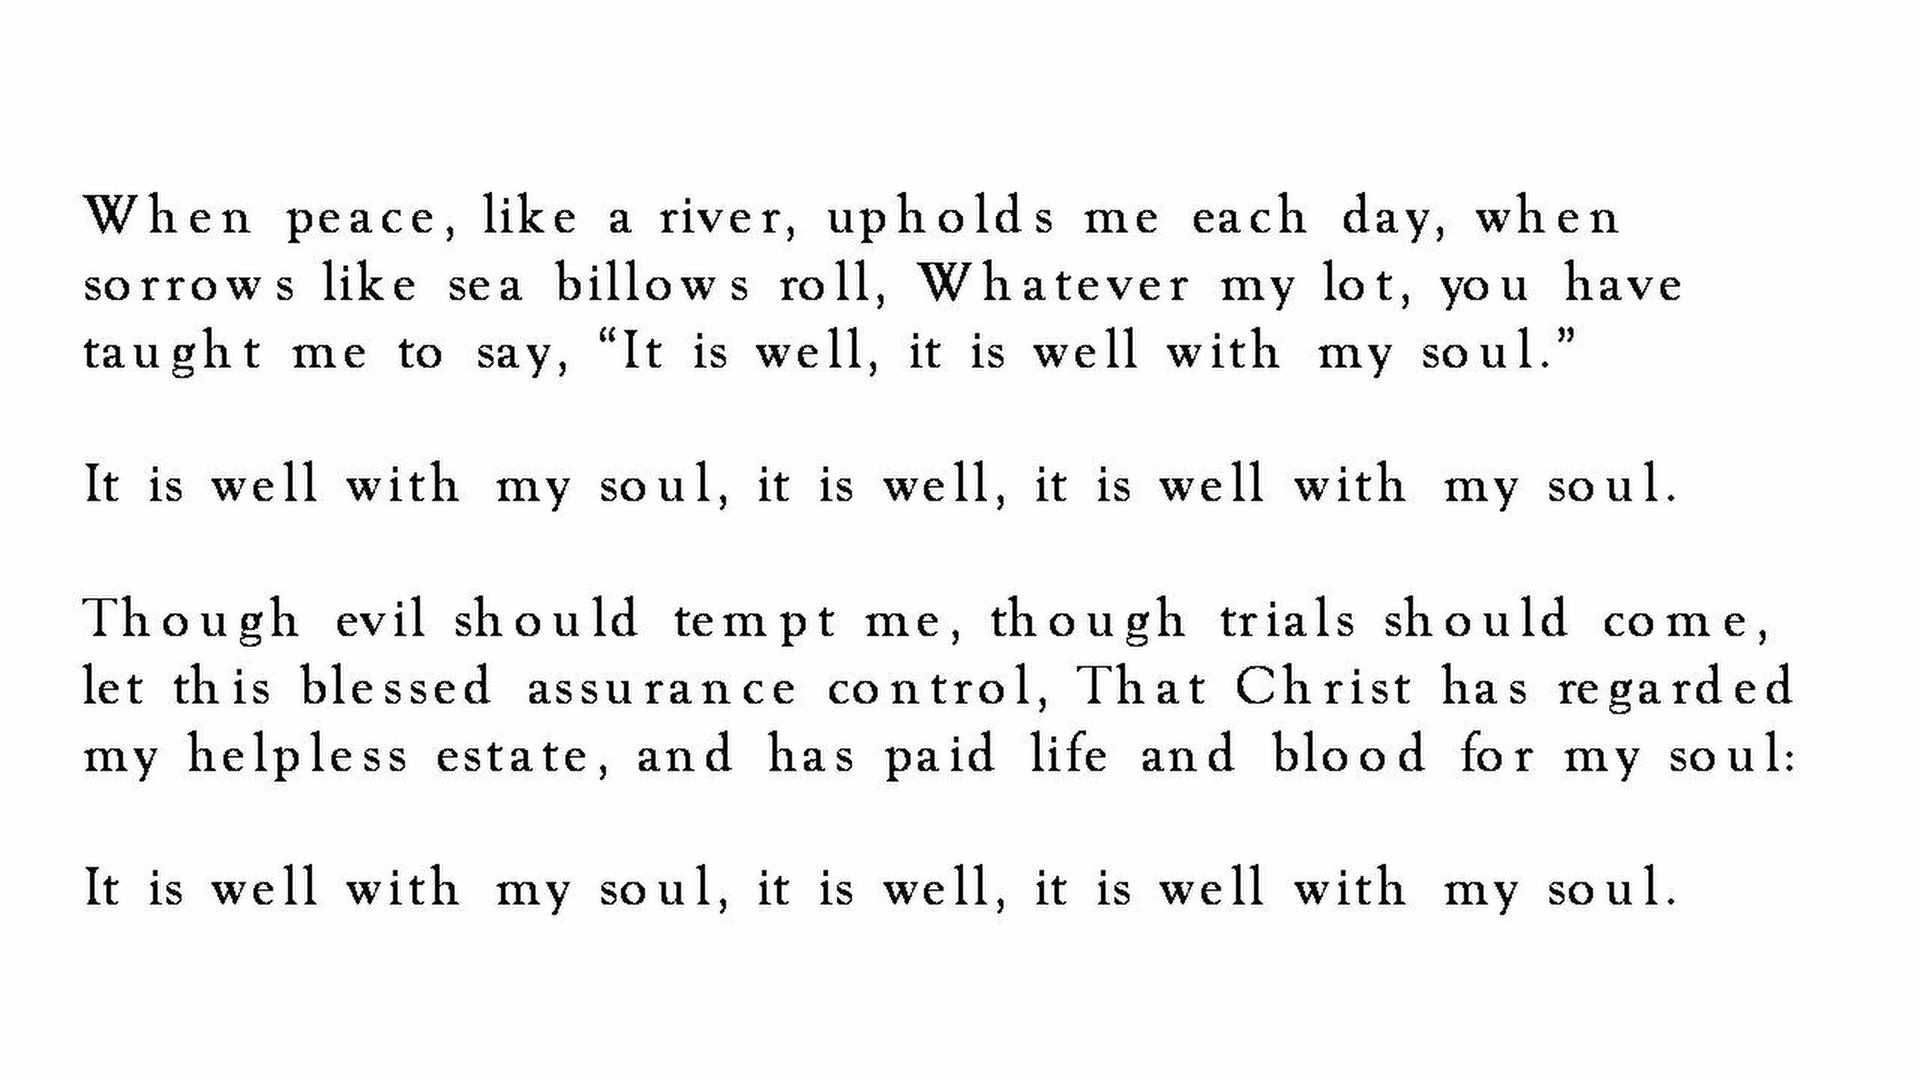 When peace, like a river, upholds me each day, when
sorrows like sea billows roll, Whatever my lot, you have
taught me to say, “It is well, it is well with my soul.”
It is well with my soul, it is well, it is well with my soul.
Though evil should tempt me, though trials should come,
let this blessed assurance control, That Christ has regarded
my helpless estate, and has paid life and blood for my soul:
It is well with my soul, it is well, it is well with my soul.